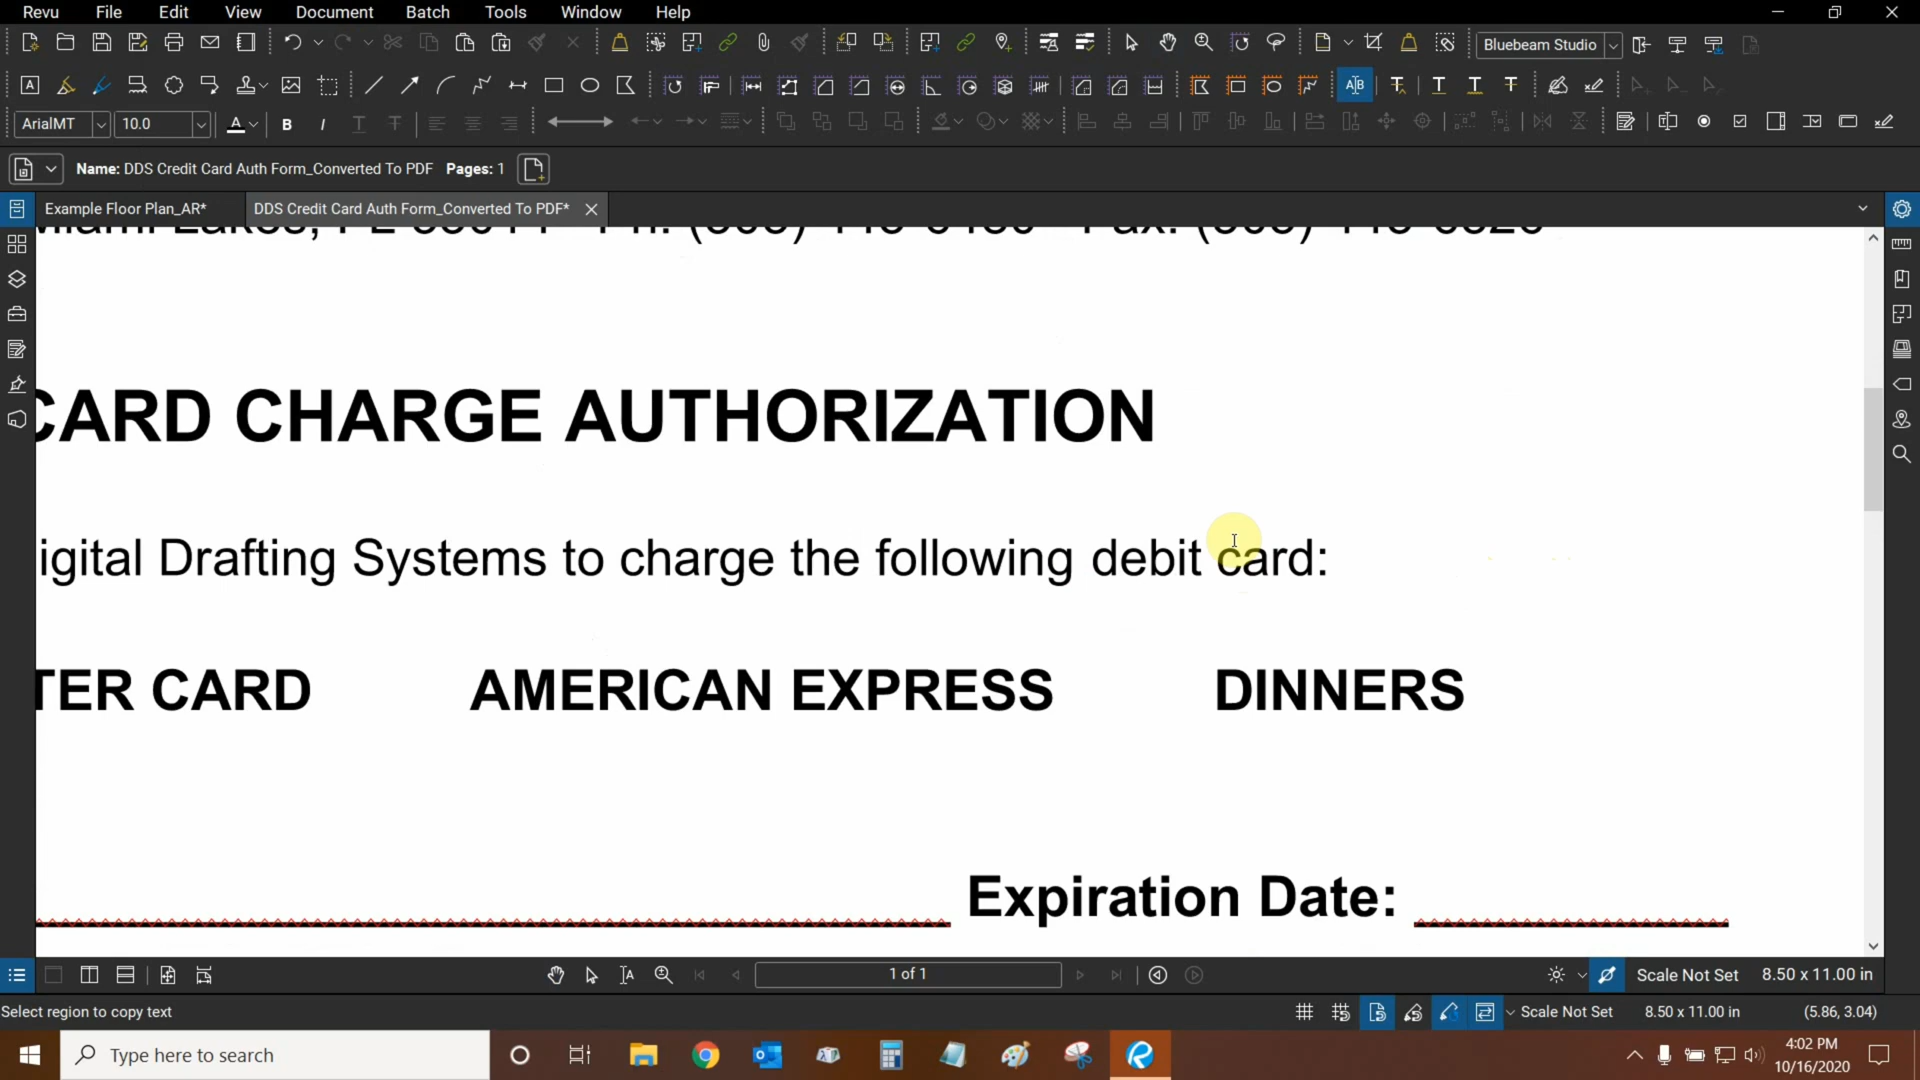 Revu File Edit View Document Batch Tools Window Help
Bluebeam Studio
ArialMT 10.0 A B I T T
Name: DDS Credit Card Auth Form_Converted To PDF Pages: 1
Example Floor Plan_AR* DDS Credit Card Auth Form_Converted To PDF*
CARD CHARGE AUTHORIZATION
igital Drafting Systems to charge the following debit card:
TER CARD AMERICAN EXPRESS DINNERS
Expiration Date:
1 of 1 Scale Not Set 8.50 x 11.00 in
Select region to copy text Scale Not Set 8.50 x 11.00 in (5.86, 3.04)
Type here to search
4:02 PM
10/16/2020